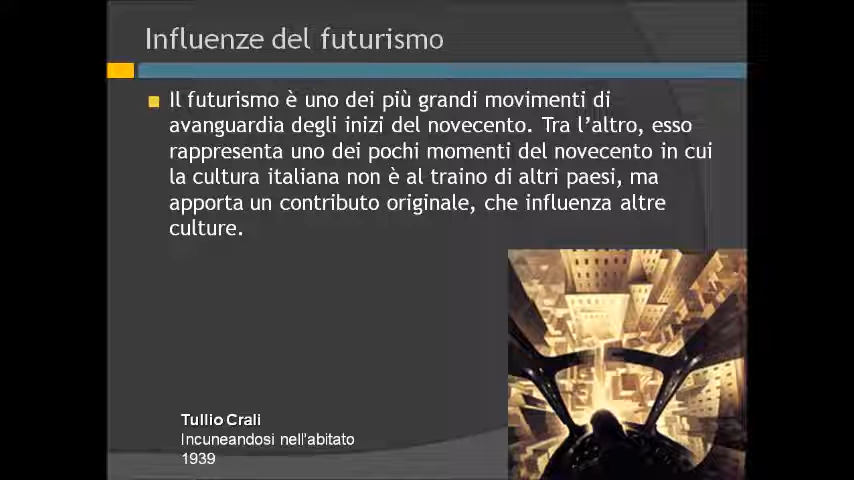 Influenze del futurismo
Il futurismo è uno dei più grandi movimenti di
avanguardia degli inizi del novecento. Tra l'altro, esso
rappresenta uno dei pochi momenti del novecento in cui
la cultura italiana non è al traino di altri paesi, ma
apporta un contributo originale, che influenza altre
culture.
Tullio Crali
Incuneandosi nell'abitato
1939